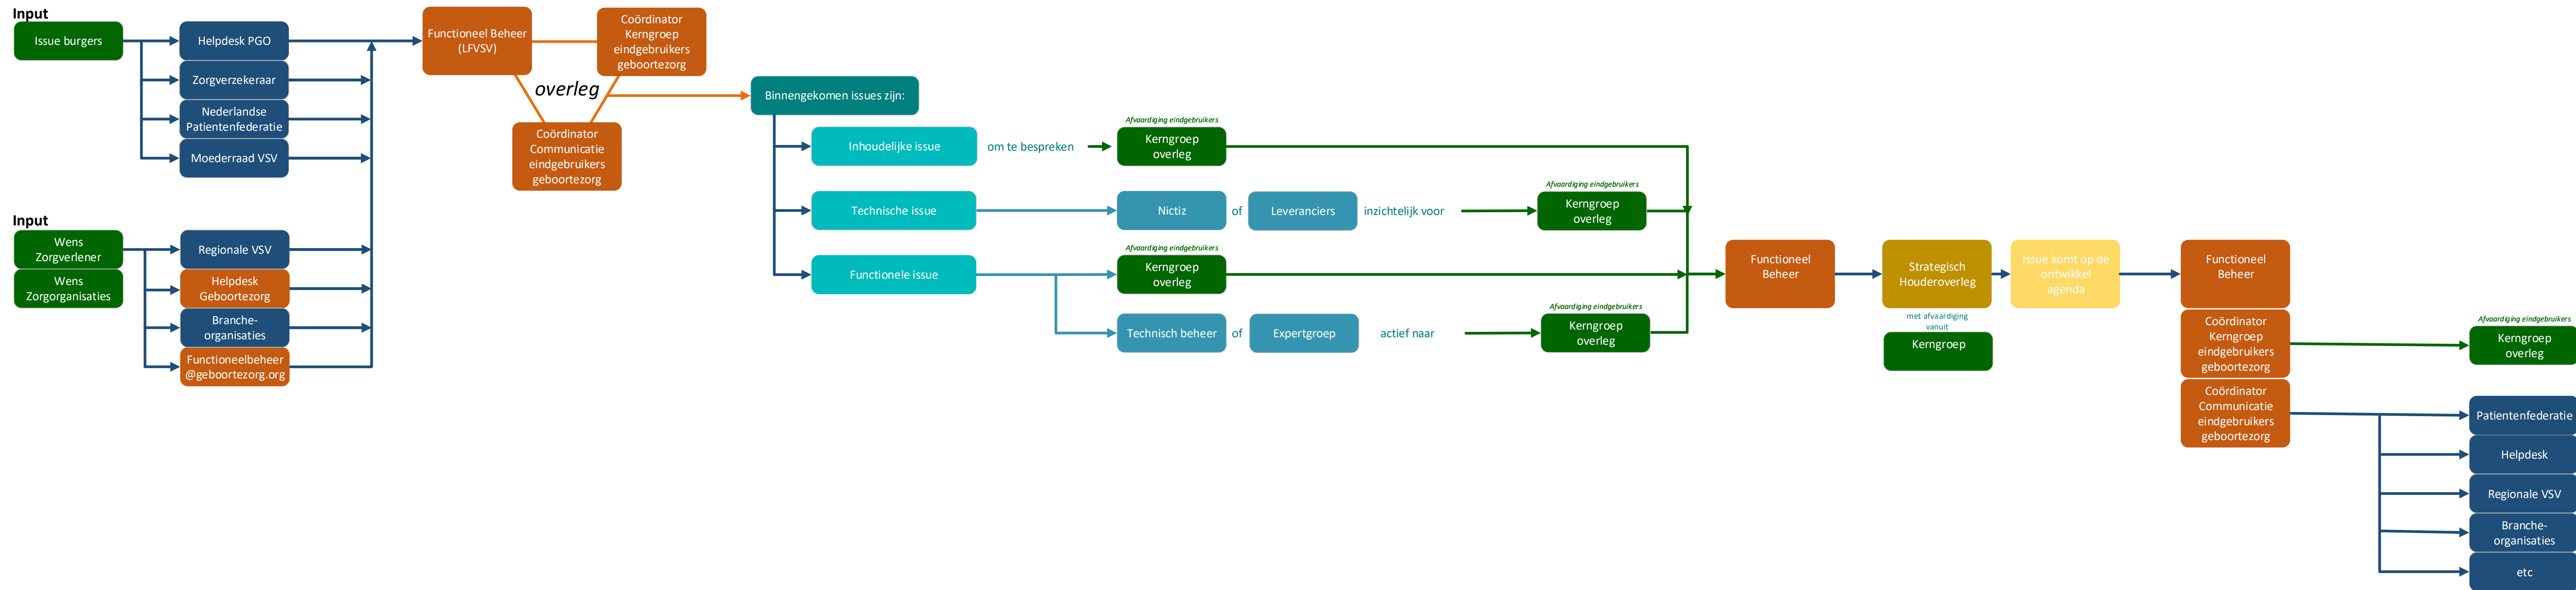 Input
Issue burgers
Helpdesk PGO
Zorgverzekeraar
Nederlandse
Patientenfederatie
Moederraad VSV
Input
Wens
Zorgverlener
Wens
Zorgorganisaties
Regionale VSV
Helpdesk
Geboortezorg
Branche-
organisaties
Functioneelbeheer
@geboortezorg.org
Functioneel Beheer
(LFVSV)
Coördinator
Kerngroep
eindgebruikers
geboortezorg
overleg
Coördinator
Communicatie
eindgebruikers
geboortezorg
Binnengekomen issues zijn:
Inhoudelijke issue
om te bespreken
Afvaardiging eindgebruikers
Kerngroep
overleg
Technische issue
Nictiz
of
Leveranciers
inzichtelijk voor
Afvaardiging eindgebruikers
Kerngroep
overleg
Functionele issue
Afvaardiging eindgebruikers
Kerngroep
overleg
Technisch beheer
of
Expertgroep
actief naar
Afvaardiging eindgebruikers
Kerngroep
overleg
Functioneel
Beheer
Strategisch
Houderoverleg
met afvaardiging
vanuit
Kerngroep
Issue komt op de
ontwikkel
agenda
Functioneel
Beheer
Coördinator
Kerngroep
eindgebruikers
geboortezorg
Coördinator
Communicatie
eindgebruikers
geboortezorg
Afvaardiging eindgebruikers
Kerngroep
overleg
Patientenfederatie
Helpdesk
Regionale VSV
Branche-
organisaties
etc